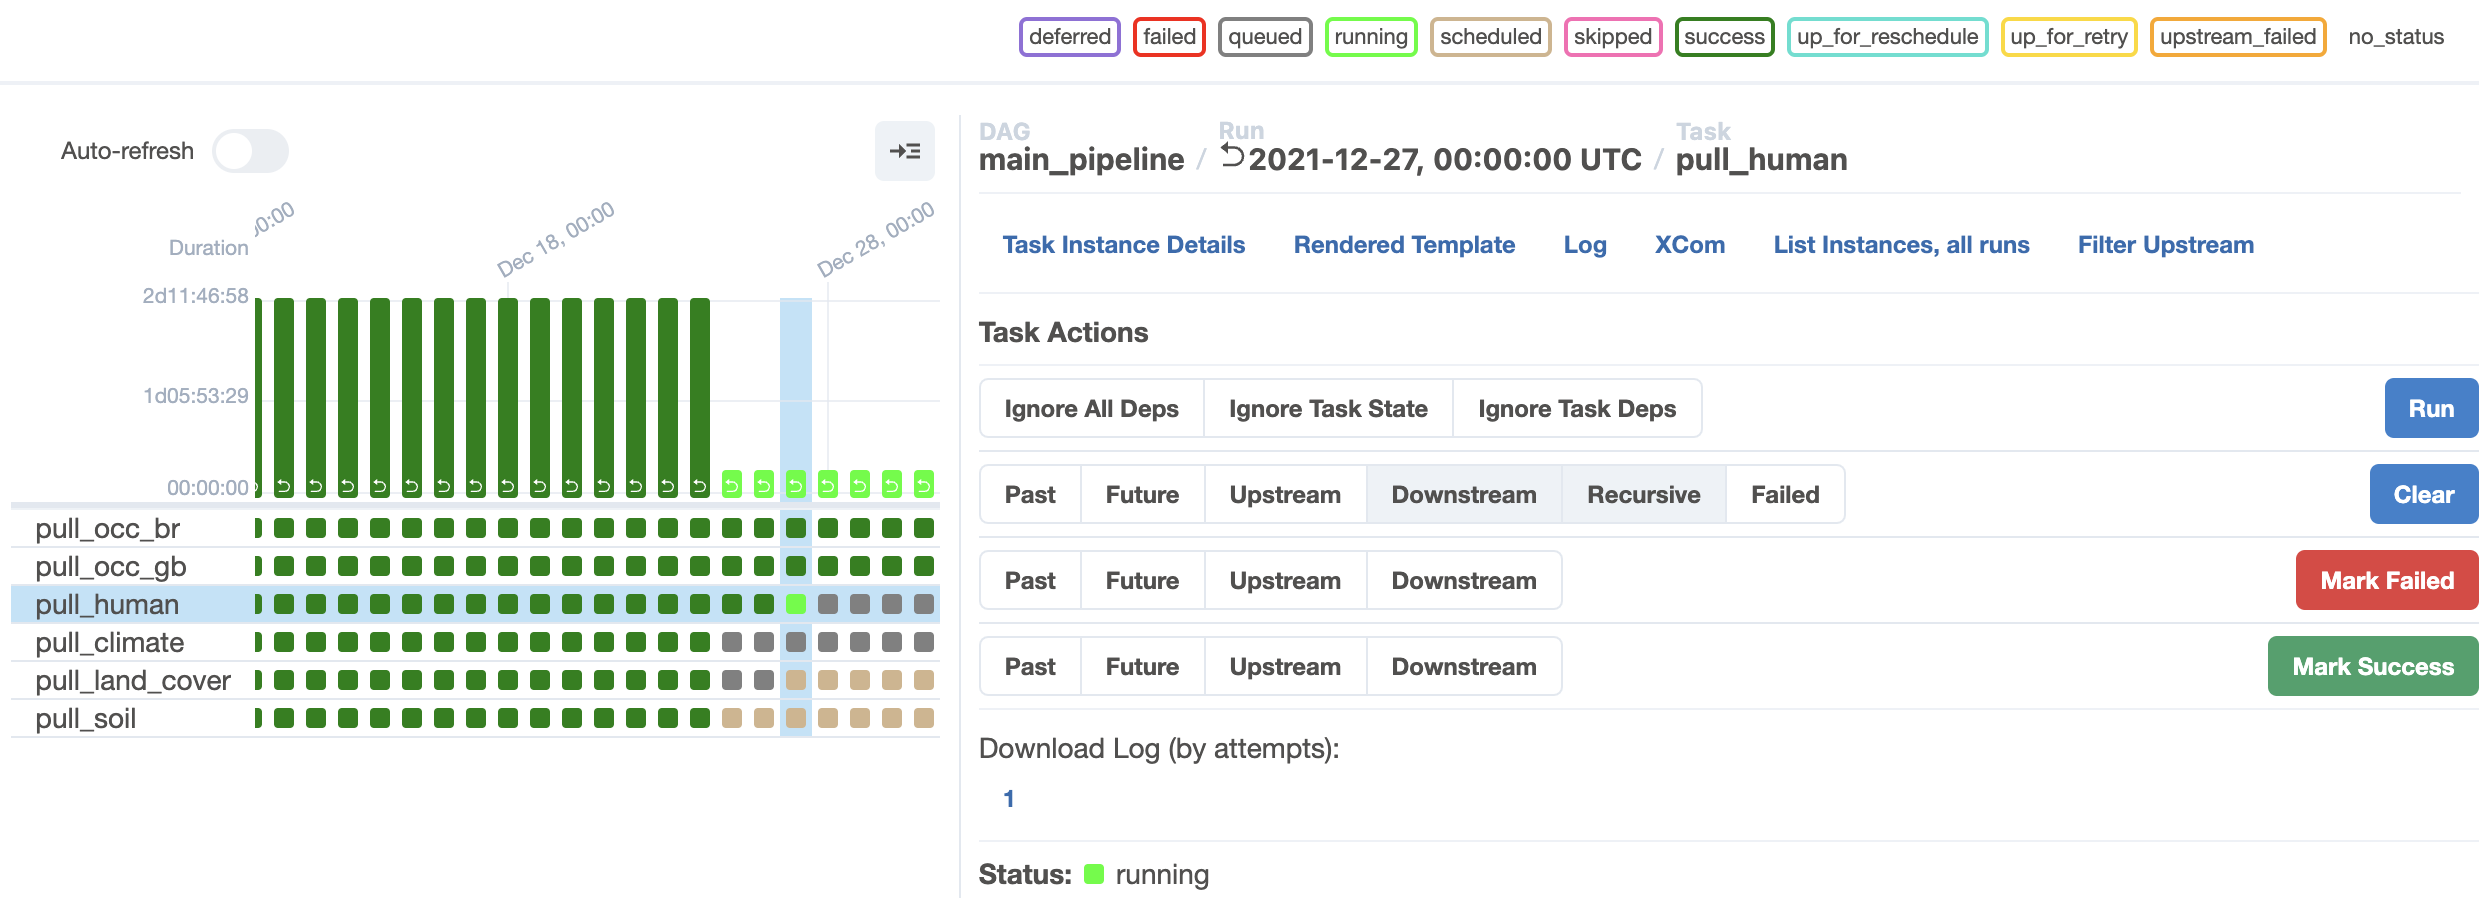 deferred failed queued running scheduled skipped success up_for_reschedule up_for_retry upstream_failed no_status
Auto-refresh
DAG Run Task
main_pipeline / 2021-12-27, 00:00:00 UTC / pull_human
Task Instance Details Rendered Template Log XCom List Instances, all runs Filter Upstream
Duration
00:00 Dec 18, 00:00 Dec 28, 00:00
2d11:46:58
1d05:53:29
00:00:00
pull_occ_br
pull_occ_gb
pull_human
pull_climate
pull_land_cover
pull_soil
Task Actions
Ignore All Deps Ignore Task State Ignore Task Deps Run
Past Future Upstream Downstream Recursive Failed Clear
Past Future Upstream Downstream Mark Failed
Past Future Upstream Downstream Mark Success
Download Log (by attempts):
1
Status: running